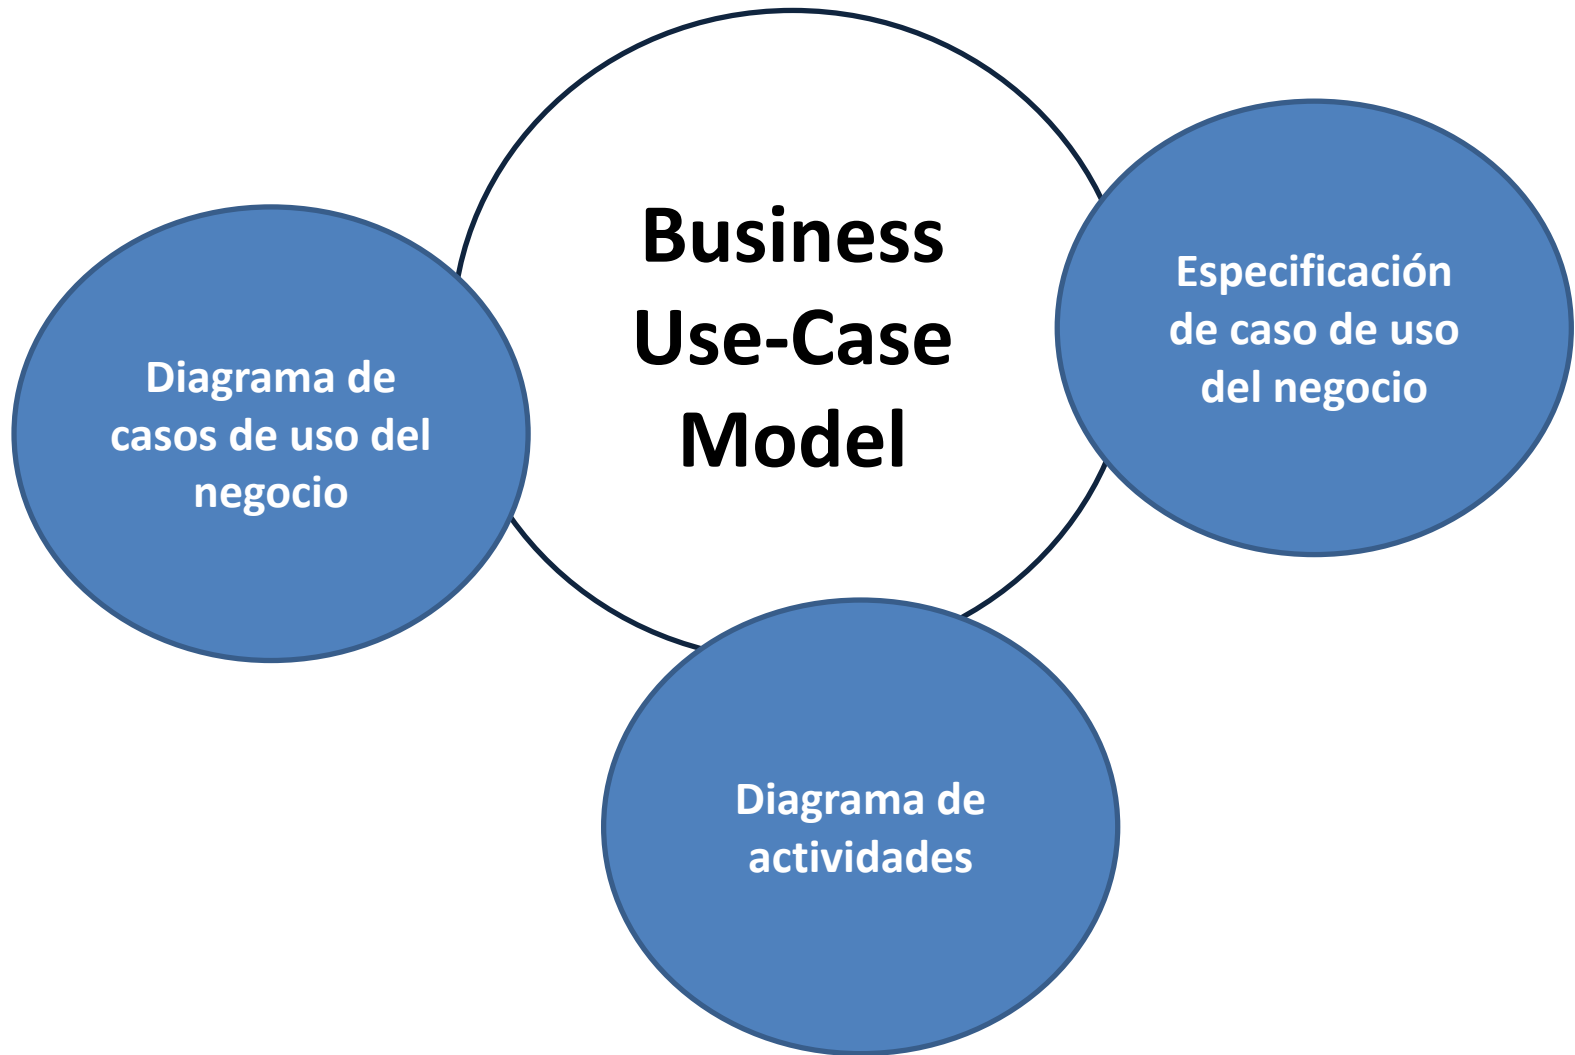 Business
Use-Case
Model
Diagrama de
casos de uso del
negocio
Especificación
de caso de uso
del negocio
Diagrama de
actividades